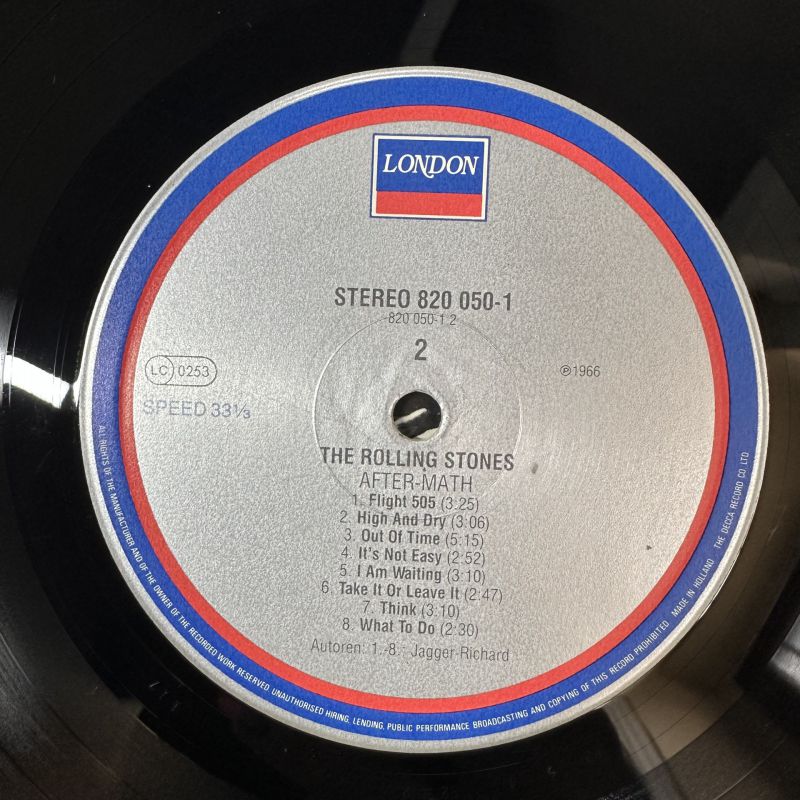 LONDON
STEREO 820 050-1
820 050-1.2
2
LC 0253
℗1966
SPEED 33⅓
THE ROLLING STONES
AFTER-MATH
1. Flight 505 (3:25)
2. High And Dry (3:06)
3. Out Of Time (5:15)
4. It's Not Easy (2:52)
5. I Am Waiting (3:10)
6. Take It Or Leave It (2:47)
7. Think (3:10)
8. What To Do (2:30)
Autoren: 1.-8.: Jagger-Richard
ALL RIGHTS OF THE MANUFACTURER AND OF THE OWNER OF THE RECORDED WORK RESERVED UNAUTHORISED HIRING, LENDING, PUBLIC PERFORMANCE BROADCASTING AND COPYING OF THIS RECORD PROHIBITED MADE IN HOLLAND THE DECCA RECORD CO. LTD